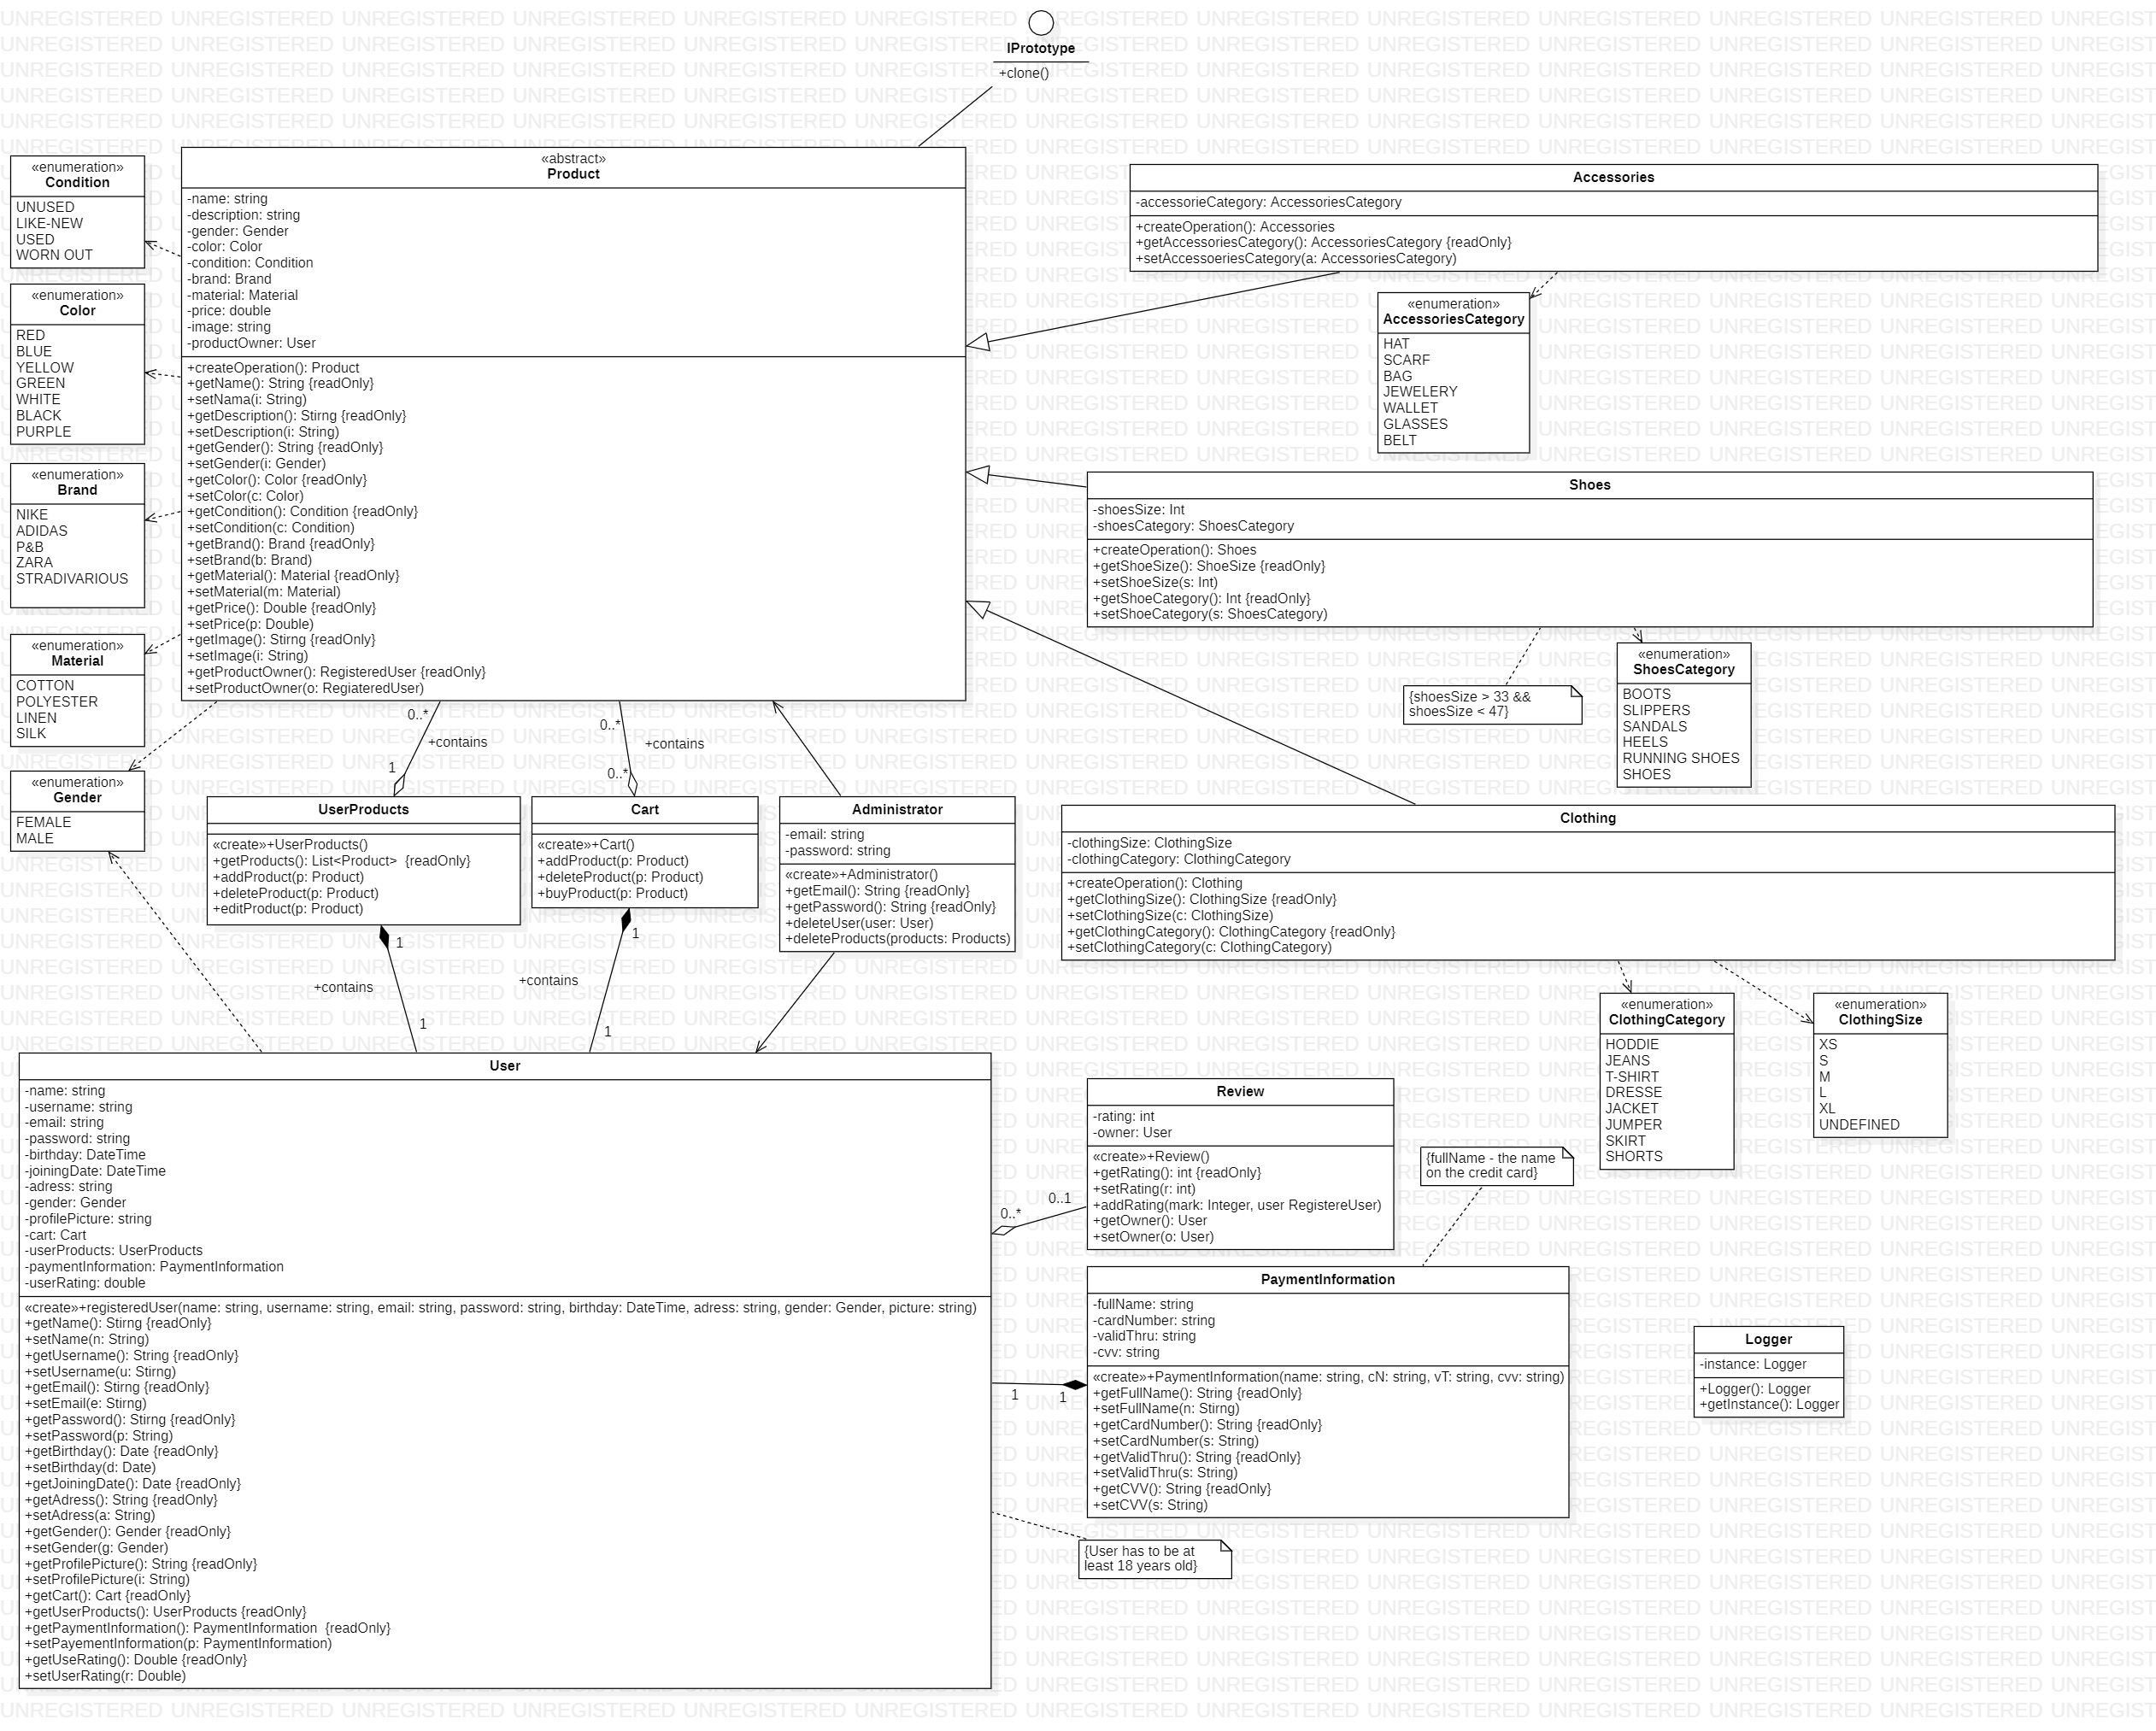 IPrototype
+clone()
«enumeration»
Condition
UNUSED
LIKE-NEW
USED
WORN OUT
«enumeration»
Color
RED
BLUE
YELLOW
GREEN
WHITE
BLACK
PURPLE
«enumeration»
Brand
NIKE
ADIDAS
P&B
ZARA
STRADIVARIOUS
«enumeration»
Material
COTTON
POLYESTER
LINEN
SILK
«enumeration»
Gender
FEMALE
MALE
«abstract»
Product
-name: string
-description: string
-gender: Gender
-color: Color
-condition: Condition
-brand: Brand
-material: Material
-price: double
-image: string
-productOwner: User
+createOperation(): Product
+getName(): String {readOnly}
+setNama(i: String)
+getDescription(): Stirng {readOnly}
+setDescription(i: String)
+getGender(): String {readOnly}
+setGender(i: Gender)
+getColor(): Color {readOnly}
+setColor(c: Color)
+getCondition(): Condition {readOnly}
+setCondition(c: Condition)
+getBrand(): Brand {readOnly}
+setBrand(b: Brand)
+getMaterial(): Material {readOnly}
+setMaterial(m: Material)
+getPrice(): Double {readOnly}
+setPrice(p: Double)
+getImage(): Stirng {readOnly}
+setImage(i: String)
+getProductOwner(): RegisteredUser {readOnly}
+setProductOwner(o: RegiateredUser)
Accessories
-accessorieCategory: AccessoriesCategory
+createOperation(): Accessories
+getAccessoriesCategory(): AccessoriesCategory {readOnly}
+setAccessoeriesCategory(a: AccessoriesCategory)
«enumeration»
AccessoriesCategory
HAT
SCARF
BAG
JEWELERY
WALLET
GLASSES
BELT
Shoes
-shoesSize: Int
-shoesCategory: ShoesCategory
+createOperation(): Shoes
+getShoeSize(): ShoeSize {readOnly}
+setShoeSize(s: Int)
+getShoeCategory(): Int {readOnly}
+setShoeCategory(s: ShoesCategory)
{shoesSize > 33 &&
shoesSize < 47}
«enumeration»
ShoesCategory
BOOTS
SLIPPERS
SANDALS
HEELS
RUNNING SHOES
SHOES
0..*
+contains
1
0..*
+contains
0..*
UserProducts
«create»+UserProducts()
+getProducts(): List<Product>  {readOnly}
+addProduct(p: Product)
+deleteProduct(p: Product)
+editProduct(p: Product)
Cart
«create»+Cart()
+addProduct(p: Product)
+deleteProduct(p: Product)
+buyProduct(p: Product)
Administrator
-email: string
-password: string
«create»+Administrator()
+getEmail(): String {readOnly}
+getPassword(): String {readOnly}
+deleteUser(user: User)
+deleteProducts(products: Products)
Clothing
-clothingSize: ClothingSize
-clothingCategory: ClothingCategory
+createOperation(): Clothing
+getClothingSize(): ClothingSize {readOnly}
+setClothingSize(c: ClothingSize)
+getClothingCategory(): ClothingCategory {readOnly}
+setClothingCategory(c: ClothingCategory)
«enumeration»
ClothingCategory
HODDIE
JEANS
T-SHIRT
DRESSE
JACKET
JUMPER
SKIRT
SHORTS
«enumeration»
ClothingSize
XS
S
M
L
XL
UNDEFINED
1
+contains
1
1
+contains
1
User
-name: string
-username: string
-email: string
-password: string
-birthday: DateTime
-joiningDate: DateTime
-adress: string
-gender: Gender
-profilePicture: string
-cart: Cart
-userProducts: UserProducts
-paymentInformation: PaymentInformation
-userRating: double
«create»+registeredUser(name: string, username: string, email: string, password: string, birthday: DateTime, adress: string, gender: Gender, picture: string)
+getName(): Stirng {readOnly}
+setName(n: String)
+getUsername(): String {readOnly}
+setUsername(u: Stirng)
+getEmail(): Stirng {readOnly}
+setEmail(e: Stirng)
+getPassword(): Stirng {readOnly}
+setPassword(p: String)
+getBirthday(): Date {readOnly}
+setBirthday(d: Date)
+getJoiningDate(): Date {readOnly}
+getAdress(): String {readOnly}
+setAdress(a: String)
+getGender(): Gender {readOnly}
+setGender(g: Gender)
+getProfilePicture(): String {readOnly}
+setProfilePicture(i: String)
+getCart(): Cart {readOnly}
+getUserProducts(): UserProducts {readOnly}
+getPaymentInformation(): PaymentInformation  {readOnly}
+setPayementInformation(p: PaymentInformation)
+getUseRating(): Double {readOnly}
+setUserRating(r: Double)
0..*
0..1
Review
-rating: int
-owner: User
«create»+Review()
+getRating(): int {readOnly}
+setRating(r: int)
+addRating(mark: Integer, user RegistereUser)
+getOwner(): User
+setOwner(o: User)
{fullName - the name
on the credit card}
1
1
PaymentInformation
-fullName: string
-cardNumber: string
-validThru: string
-cvv: string
«create»+PaymentInformation(name: string, cN: string, vT: string, cvv: string)
+getFullName(): String {readOnly}
+setFullName(n: Stirng)
+getCardNumber(): String {readOnly}
+setCardNumber(s: String)
+getValidThru(): String {readOnly}
+setValidThru(s: String)
+getCVV(): String {readOnly}
+setCVV(s: String)
{User has to be at
least 18 years old}
Logger
-instance: Logger
+Logger(): Logger
+getInstance(): Logger